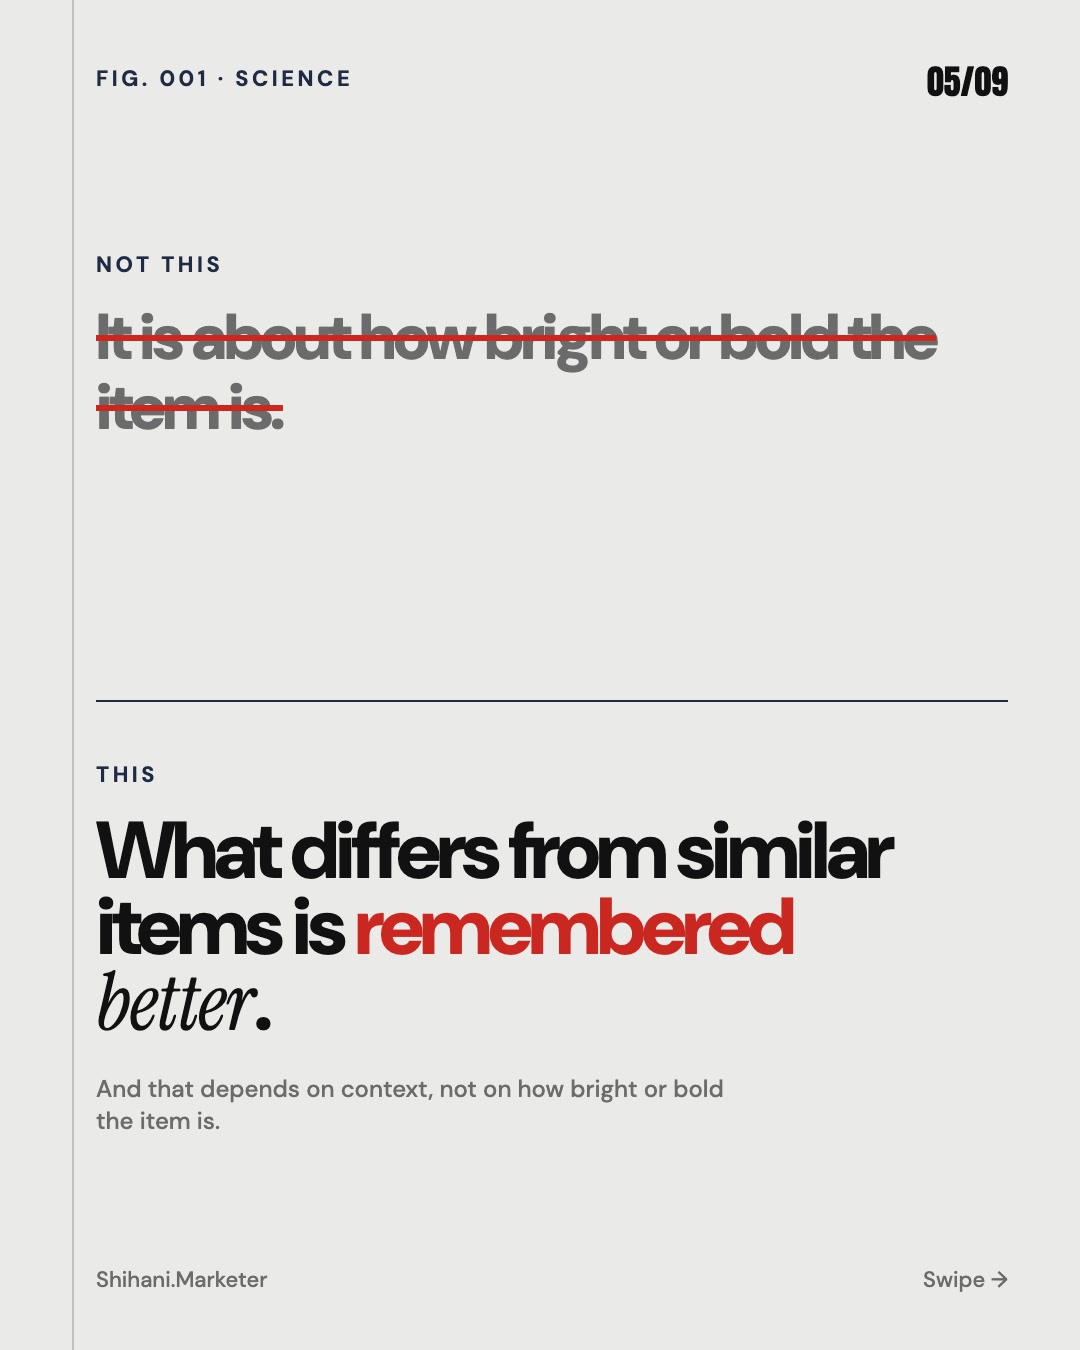 FIG. 001 · SCIENCE
05/09
NOT THIS
It is about how bright or bold the
item is.
THIS
What differs from similar
items is remembered
better.
And that depends on context, not on how bright or bold
the item is.
Shihani.Marketer
Swipe →